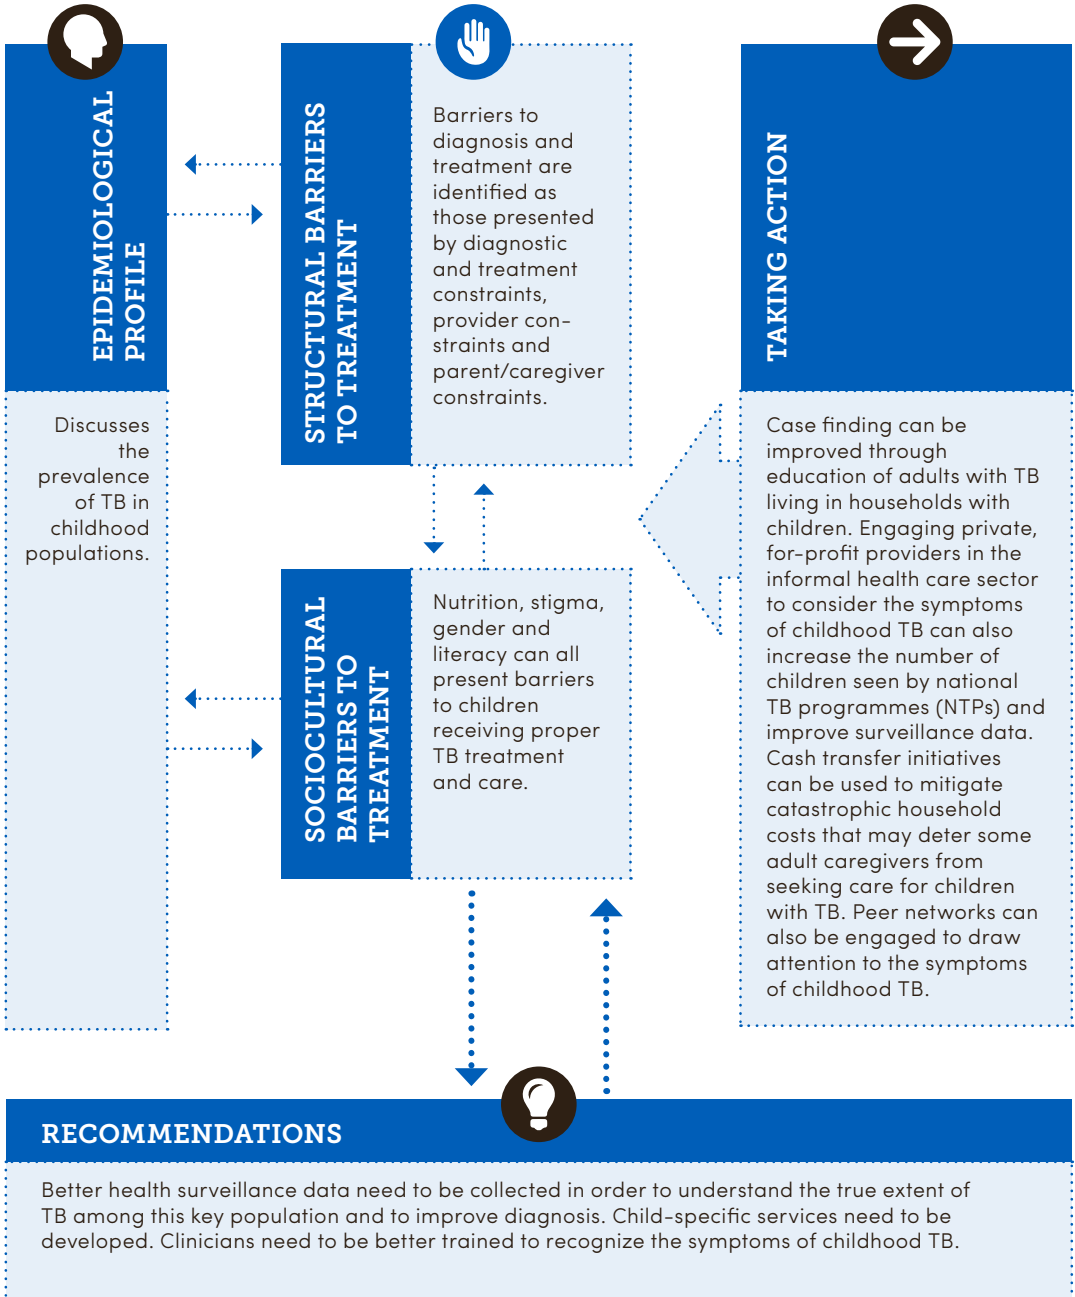 EPIDEMIOLOGICAL
PROFILE
Discusses
the
prevalence
of TB in
childhood
populations.
STRUCTURAL BARRIERS
TO TREATMENT
Barriers to
diagnosis and
treatment are
identified as
those presented
by diagnostic
and treatment
constraints,
provider con-
straints and
parent/caregiver
constraints.
SOCIOCULTURAL
BARRIERS TO
TREATMENT
Nutrition, stigma,
gender and
literacy can all
present barriers
to children
receiving proper
TB treatment
and care.
TAKING ACTION
Case finding can be
improved through
education of adults with TB
living in households with
children. Engaging private,
for-profit providers in the
informal health care sector
to consider the symptoms
of childhood TB can also
increase the number of
children seen by national
TB programmes (NTPs) and
improve surveillance data.
Cash transfer initiatives
can be used to mitigate
catastrophic household
costs that may deter some
adult caregivers from
seeking care for children
with TB. Peer networks can
also be engaged to draw
attention to the symptoms
of childhood TB.
RECOMMENDATIONS
Better health surveillance data need to be collected in order to understand the true extent of
TB among this key population and to improve diagnosis. Child-specific services need to be
developed. Clinicians need to be better trained to recognize the symptoms of childhood TB.